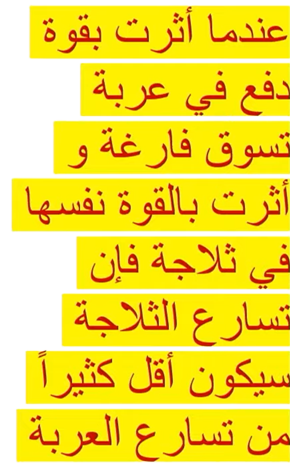 عندما أثرت بقوة
دفع في عربة
تسوق فارغة و
أثرت بالقوة نفسها
في ثلاجة فإن
تسارع الثلاجة
سيكون أقل كثيراً
من تسارع العربة